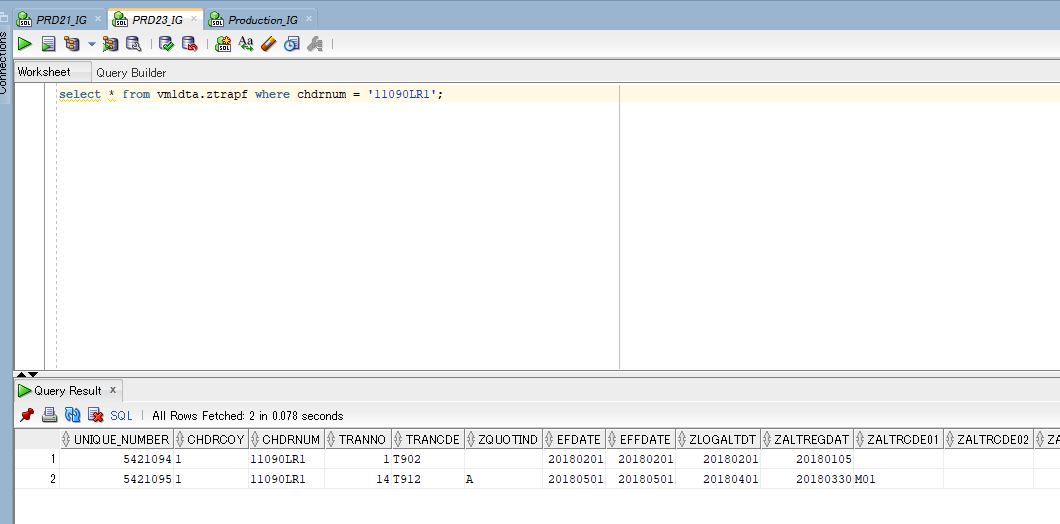 PRD21_IG PRD23_IG Production_IG
Connections
Worksheet Query Builder
select * from vmldta.ztrapf where chdrnum = '11090LR1';
Query Result
SQL All Rows Fetched: 2 in 0.078 seconds
UNIQUE_NUMBER CHDRCOY CHDRNUM TRANNO TRANCDE ZQUOTIND EFDATE EFFDATE ZLOGALTDT ZALTREGDAT ZALTRCDE01 ZALTRCDE02 ZA
1 5421094 1 11090LR1 1 T902 20180201 20180201 20180201 20180105
2 5421095 1 11090LR1 14 T912 A 20180501 20180501 20180401 20180330 M01